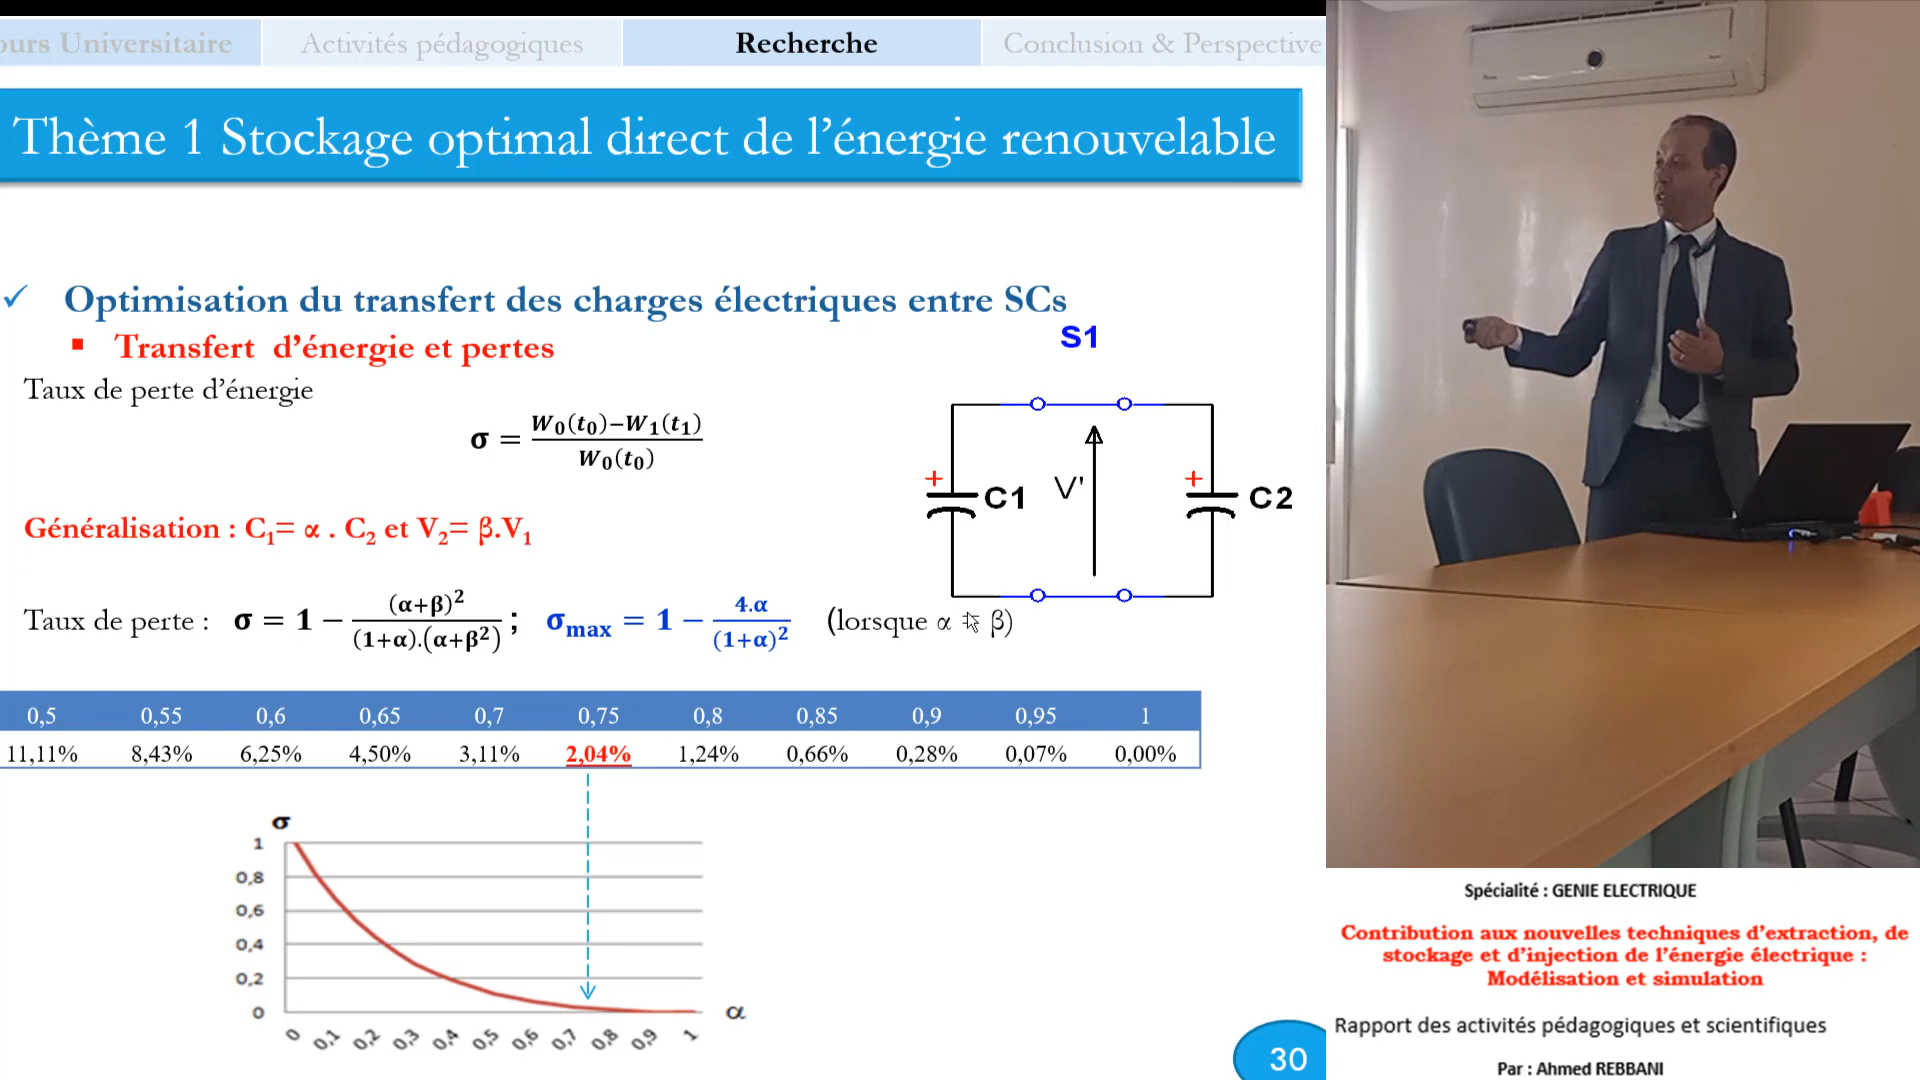 ours Universitaire
Activités pédagogiques
Recherche
Conclusion & Perspective
Thème 1 Stockage optimal direct de l'énergie renouvelable
✓ Optimisation du transfert des charges électriques entre SCs
▪ Transfert d'énergie et pertes
Taux de perte d'énergie
σ = (W₀(t₀)−W₁(t₁)) / W₀(t₀)
Généralisation : C₁= α . C₂ et V₂= β.V₁
Taux de perte : σ = 1 − (α+β)² / ((1+α).(α+β²)) ; σmax = 1 − 4.α / (1+α)² (lorsque α = β)
S1
+ C1 V' + C2
0,5 0,55 0,6 0,65 0,7 0,75 0,8 0,85 0,9 0,95 1
11,11% 8,43% 6,25% 4,50% 3,11% 2,04% 1,24% 0,66% 0,28% 0,07% 0,00%
σ
1
0,8
0,6
0,4
0,2
0
α
0 0,1 0,2 0,3 0,4 0,5 0,6 0,7 0,8 0,9 1
30
Spécialité : GENIE ELECTRIQUE
Contribution aux nouvelles techniques d'extraction, de
stockage et d'injection de l'énergie électrique :
Modélisation et simulation
Rapport des activités pédagogiques et scientifiques
Par : Ahmed REBBANI